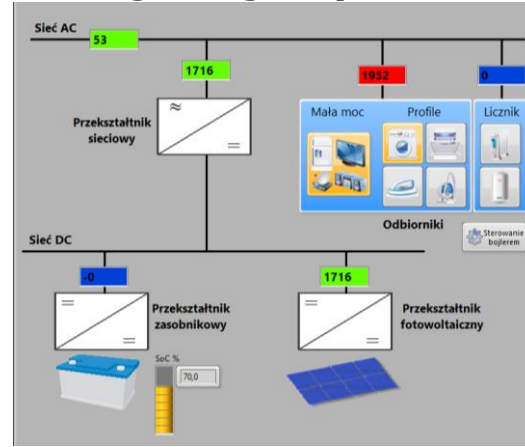 Sieć AC
53
1716
1952
0
Mała moc
Profile
Licznik
Przekształtnik
sieciowy
Odbiorniki
Sterowanie
bojlerem
Sieć DC
-0
1716
Przekształtnik
zasobnikowy
Przekształtnik
fotowoltaiczny
SoC %
70,0